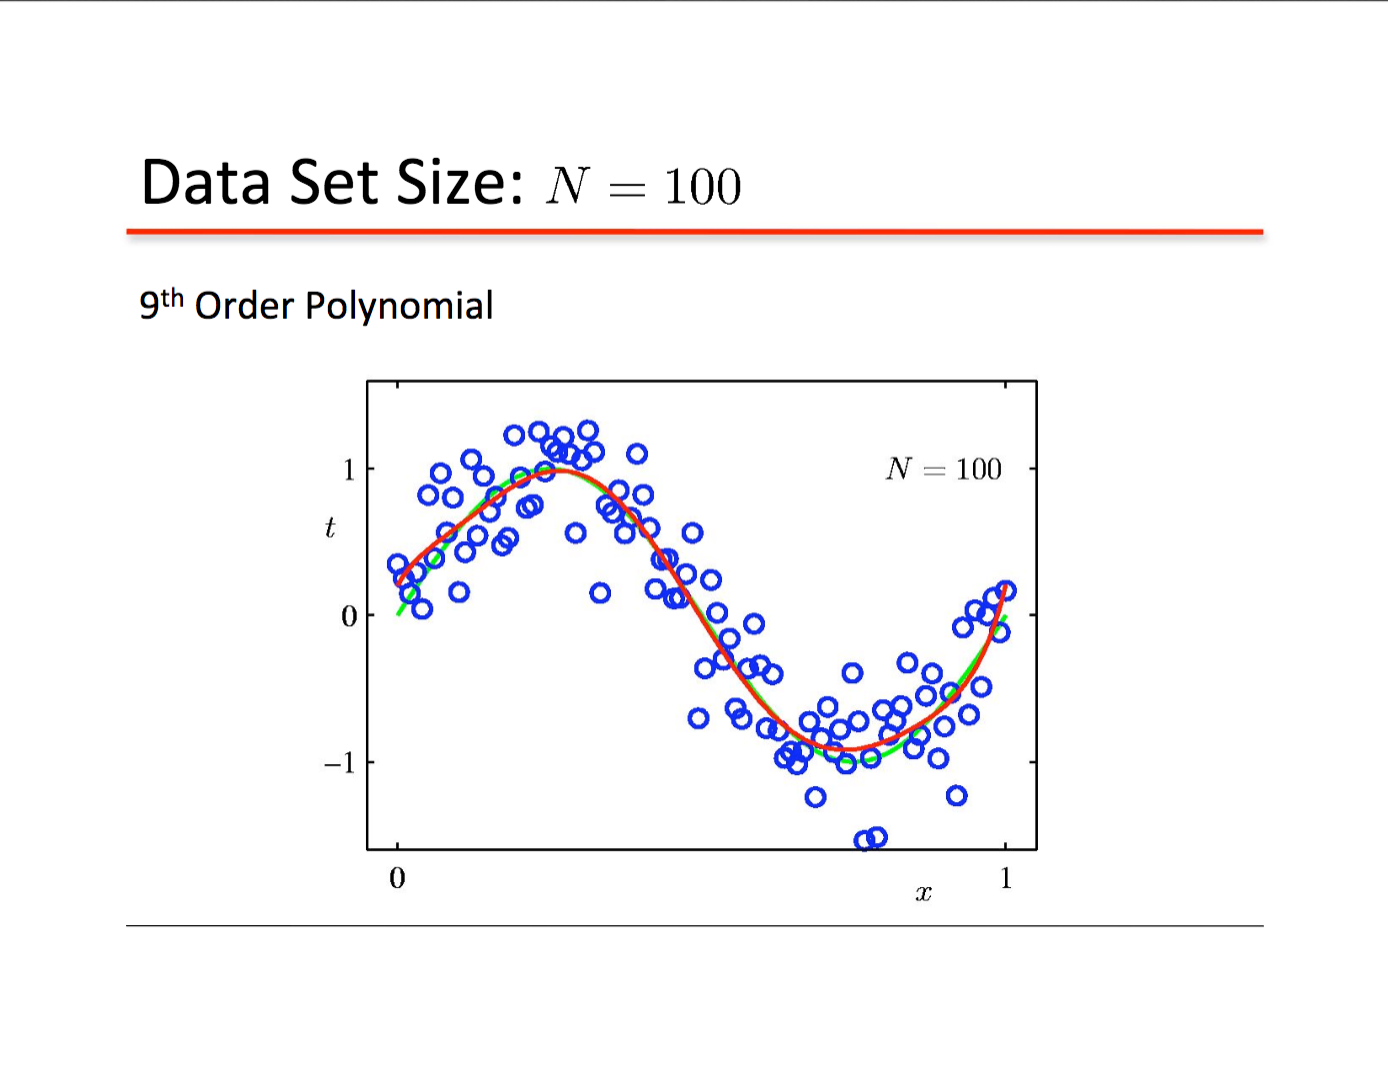 Data Set Size: N = 100
9th Order Polynomial
N = 100
1
t
0
−1
0
1
x